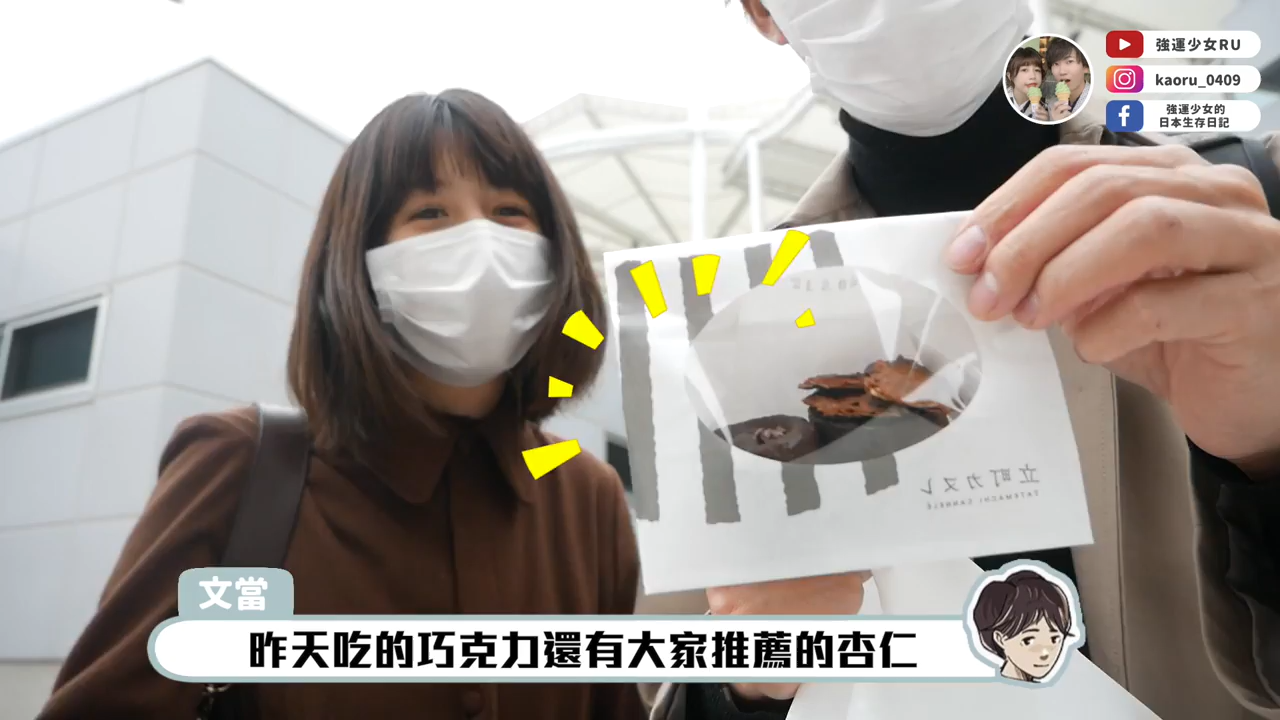 強運少女RU
kaoru_0409
強運少女的
日本生存日記
立町カヌレ
TATEMACHI CANNELÉ
文當
昨天吃的巧克力還有大家推薦的杏仁